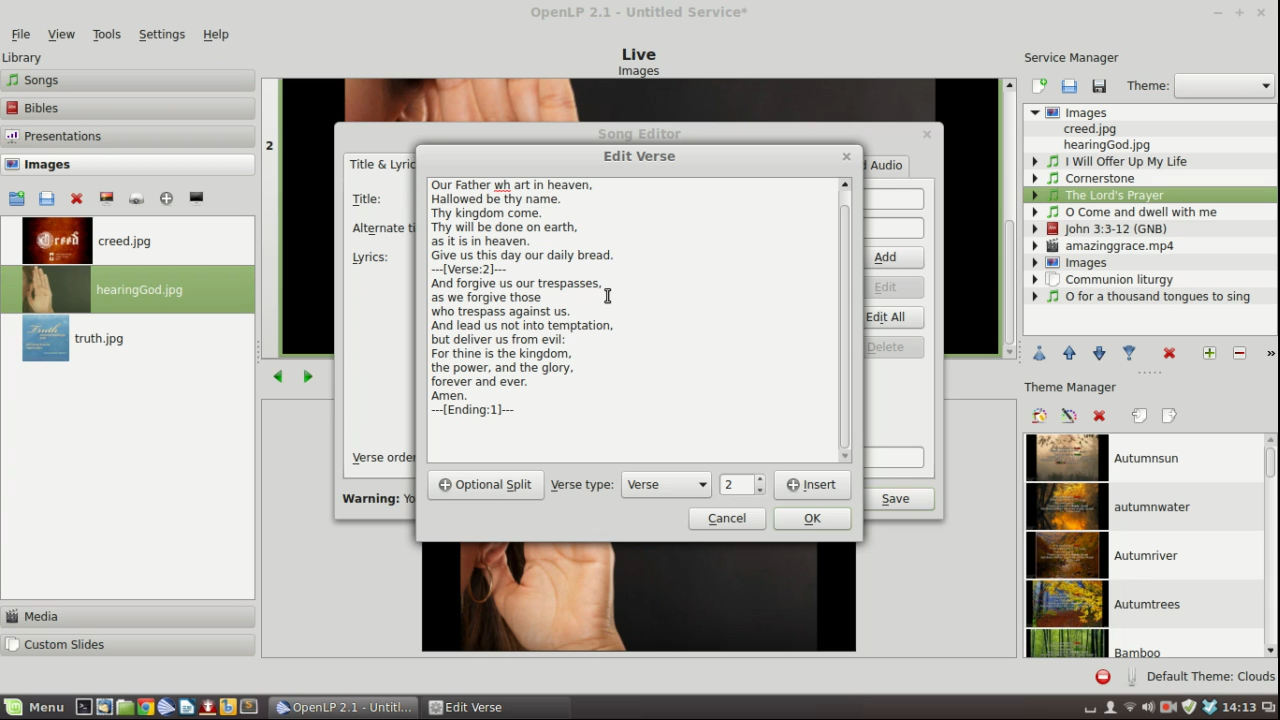 OpenLP 2.1 - Untitled Service*
File View Tools Settings Help
Library
Songs
Bibles
Presentations
Images
Creed
creed.jpg
hearingGod.jpg
Truth
truth.jpg
Media
Custom Slides
Live
Images
2
Song Editor
Title & Lyric
d Audio
Title:
Alternate ti
Lyrics:
Add
Edit
Edit All
Delete
Verse order
Warning: Yo
Save
Edit Verse
Our Father wh art in heaven,
Hallowed be thy name.
Thy kingdom come.
Thy will be done on earth,
as it is in heaven.
Give us this day our daily bread.
---[Verse:2]---
And forgive us our trespasses,
as we forgive those
who trespass against us.
And lead us not into temptation,
but deliver us from evil:
For thine is the kingdom,
the power, and the glory,
forever and ever.
Amen.
---[Ending:1]---
Optional Split Verse type: Verse 2 Insert
Cancel OK
Service Manager
Theme:
Images
creed.jpg
hearingGod.jpg
I Will Offer Up My Life
Cornerstone
The Lord's Prayer
O Come and dwell with me
John 3:3-12 (GNB)
amazinggrace.mp4
Images
Communion liturgy
O for a thousand tongues to sing
»
Theme Manager
Autumnsun
autumnwater
Autumriver
Autumtrees
Bamboo
Default Theme: Clouds
Menu OpenLP 2.1 - Untitl... Edit Verse 14:13